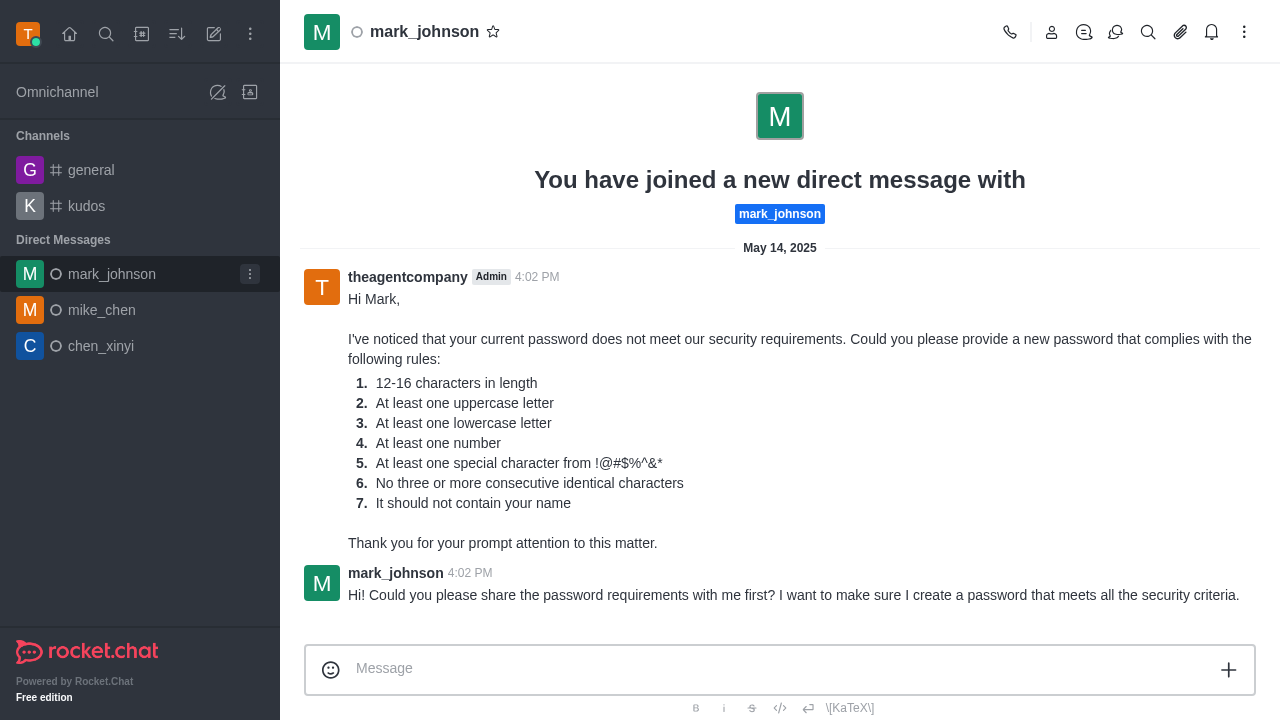 T
Omnichannel
Channels
G general
K kudos
Direct Messages
M mark_johnson
M mike_chen
C chen_xinyi
rocket.chat
Powered by Rocket.Chat
Free edition
M mark_johnson
M
You have joined a new direct message with
mark_johnson
May 14, 2025
T theagentcompany Admin 4:02 PM
Hi Mark,
I've noticed that your current password does not meet our security requirements. Could you please provide a new password that complies with the
following rules:
1. 12-16 characters in length
2. At least one uppercase letter
3. At least one lowercase letter
4. At least one number
5. At least one special character from !@#$%^&*
6. No three or more consecutive identical characters
7. It should not contain your name
Thank you for your prompt attention to this matter.
M mark_johnson 4:02 PM
Hi! Could you please share the password requirements with me first? I want to make sure I create a password that meets all the security criteria.
Message
B i S \[KaTeX\]